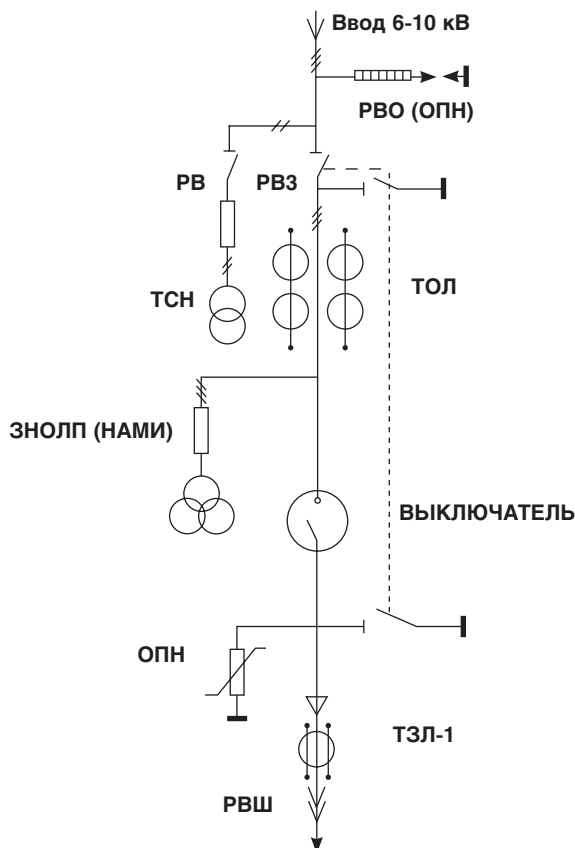 Ввод 6-10 кВ
РВО (ОПН)
РВ
РВЗ
ТСН
ТОЛ
ЗНОЛП (НАМИ)
ВЫКЛЮЧАТЕЛЬ
ОПН
ТЗЛ-1
РВШ